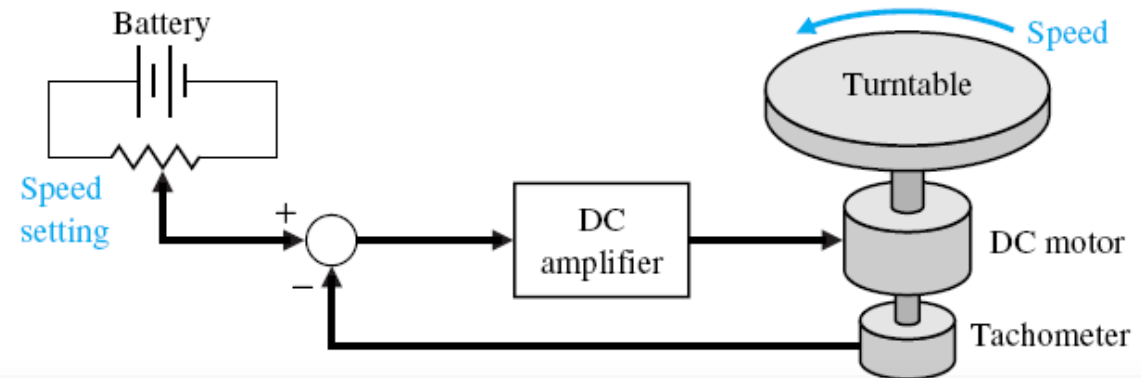 Battery
Speed
Turntable
Speed
setting
+
DC
amplifier
DC motor
−
Tachometer